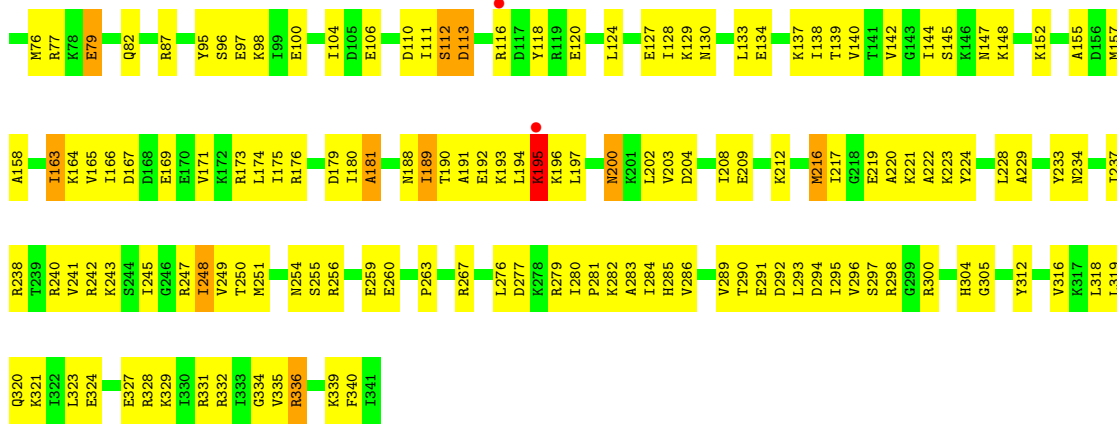 M76 R77 K78 E79 Q82 R87 Y95 S96 E97 K98 I99 E100 I104 D105 E106 D110 I111 S112 D113 R116 D117 Y118 R119 E120 L124 E127 I128 K129 N130 L133 E134 K137 I138 T139 V140 T141 V142 G143 I144 S145 K146 N147 K148 K152 A155 D156 M157
A158 I163 K164 V165 I166 D167 D168 E169 E170 V171 K172 R173 L174 I175 R176 D179 I180 A181 N188 I189 T190 A191 E192 K193 L194 K195 K196 L197 N200 K201 L202 V203 D204 I208 E209 K212 M216 I217 G218 E219 A220 K221 A222 K223 Y224 L228 A229 Y233 N234 I237
R238 T239 R240 V241 R242 K243 S244 I245 G246 R247 I248 V249 T250 M251 N254 S255 R256 E259 E260 P263 R267 L276 D277 K278 R279 I280 P281 K282 A283 I284 H285 V286 V289 T290 E291 D292 L293 D294 I295 V296 S297 R298 G299 R300 H304 G305 Y312 V316 K317 L318 L319
Q320 K321 I322 L323 E324 E327 R328 K329 I330 R331 R332 I333 G334 V335 R336 K339 F340 I341